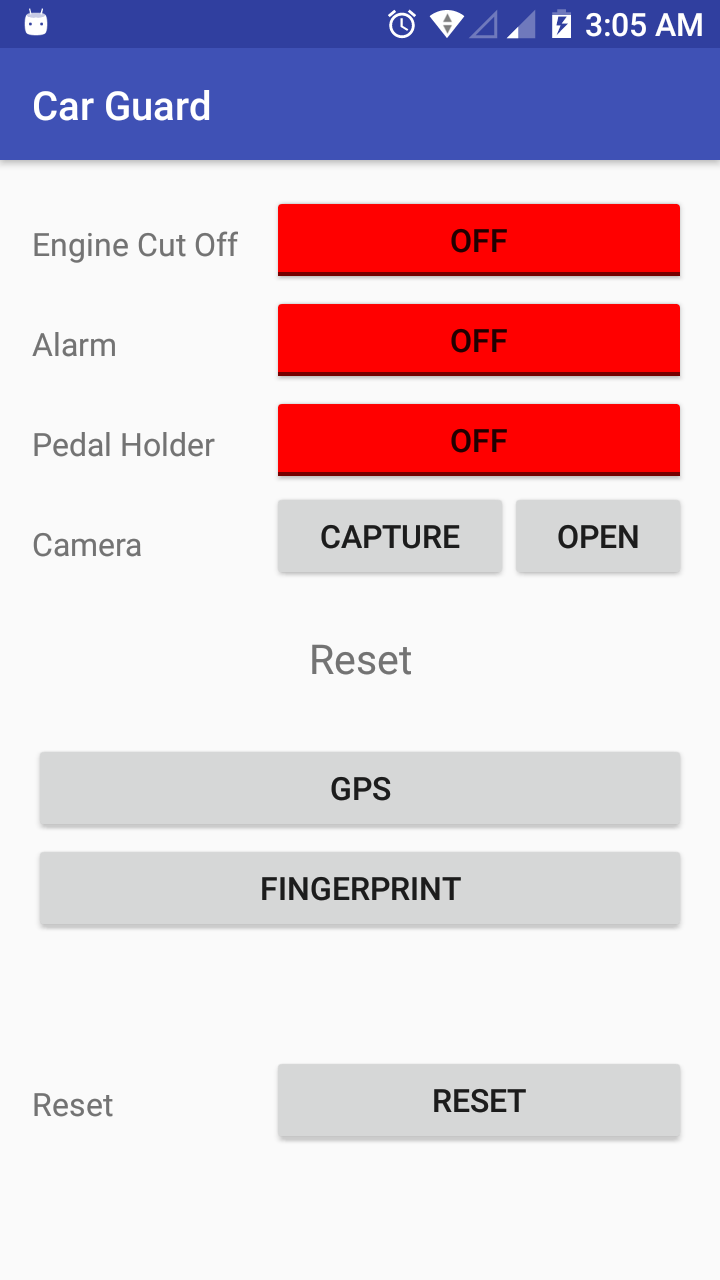 3:05 AM
Car Guard
Engine Cut Off OFF
Alarm OFF
Pedal Holder OFF
Camera CAPTURE OPEN
Reset
GPS
FINGERPRINT
Reset RESET